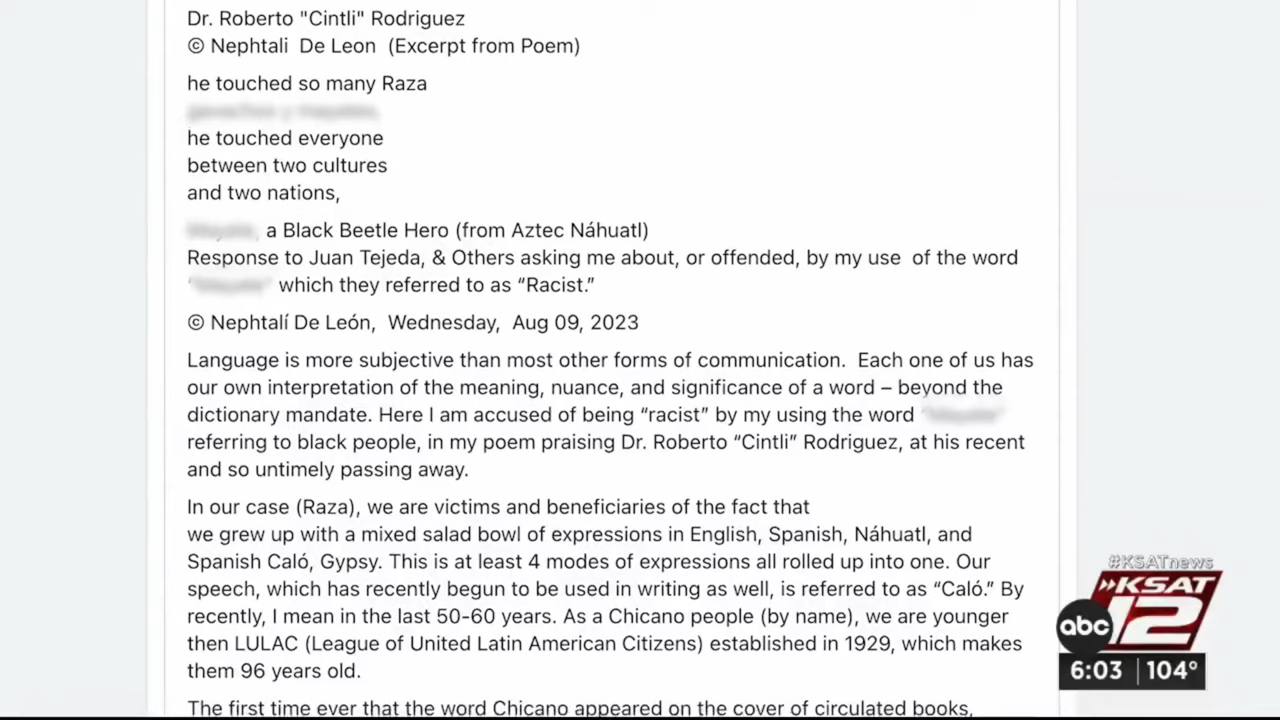 Dr. Roberto "Cintli" Rodriguez
© Nephtali De Leon (Excerpt from Poem)
he touched so many Raza
he touched everyone
between two cultures
and two nations,
a Black Beetle Hero (from Aztec Náhuatl)
Response to Juan Tejeda, & Others asking me about, or offended, by my use of the word
which they referred to as “Racist.”
© Nephtalí De León, Wednesday, Aug 09, 2023
Language is more subjective than most other forms of communication. Each one of us has
our own interpretation of the meaning, nuance, and significance of a word – beyond the
dictionary mandate. Here I am accused of being “racist” by my using the word
referring to black people, in my poem praising Dr. Roberto “Cintli” Rodriguez, at his recent
and so untimely passing away.
In our case (Raza), we are victims and beneficiaries of the fact that
we grew up with a mixed salad bowl of expressions in English, Spanish, Náhuatl, and
Spanish Caló, Gypsy. This is at least 4 modes of expressions all rolled up into one. Our
speech, which has recently begun to be used in writing as well, is referred to as “Caló.” By
recently, I mean in the last 50-60 years. As a Chicano people (by name), we are younger
then LULAC (League of United Latin American Citizens) established in 1929, which makes
them 96 years old.
The first time ever that the word Chicano appeared on the cover of circulated books,
#KSATnews
KSAT
abc 12
6:03 104°